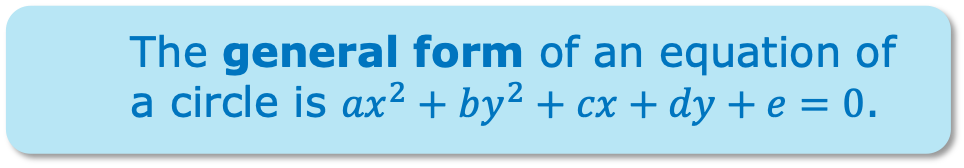 The general form of an equation of
a circle is 𝑎𝑥² + 𝑏𝑦² + 𝑐𝑥 + 𝑑𝑦 + 𝑒 = 0.